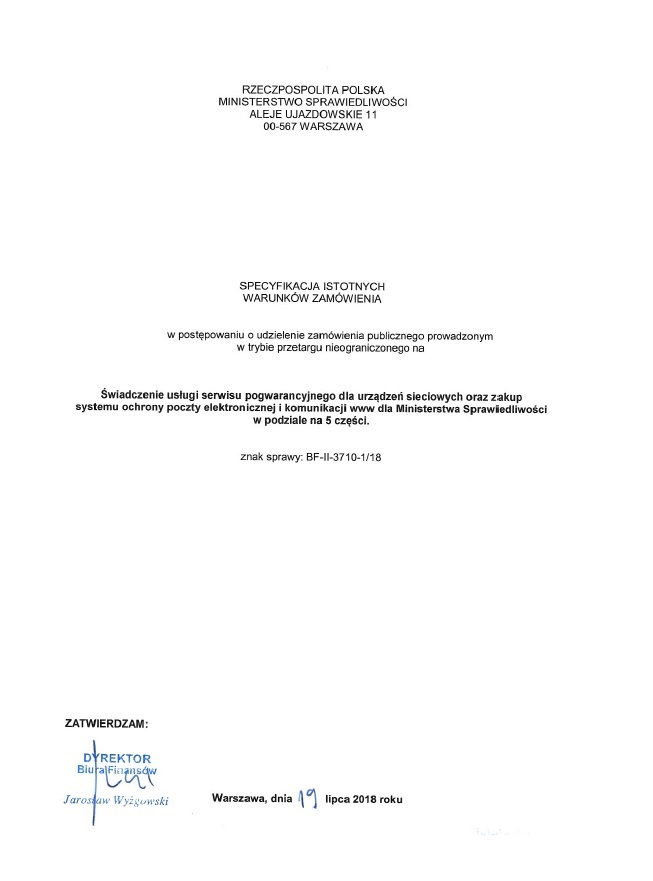 RZECZPOSPOLITA POLSKA
MINISTERSTWO SPRAWIEDLIWOŚCI
ALEJE UJAZDOWSKIE 11
00-567 WARSZAWA
SPECYFIKACJA ISTOTNYCH
WARUNKÓW ZAMÓWIENIA
w postępowaniu o udzielenie zamówienia publicznego prowadzonym
w trybie przetargu nieograniczonego na
Świadczenie usługi serwisu pogwarancyjnego dla urządzeń sieciowych oraz zakup
systemu ochrony poczty elektronicznej i komunikacji www dla Ministerstwa Sprawiedliwości
w podziale na 5 części.
znak sprawy: BF-II-3710-1/18
ZATWIERDZAM:
DYREKTOR
Biura Finansów
Jarosław Wyżgowski
Warszawa, dnia 19 lipca 2018 roku